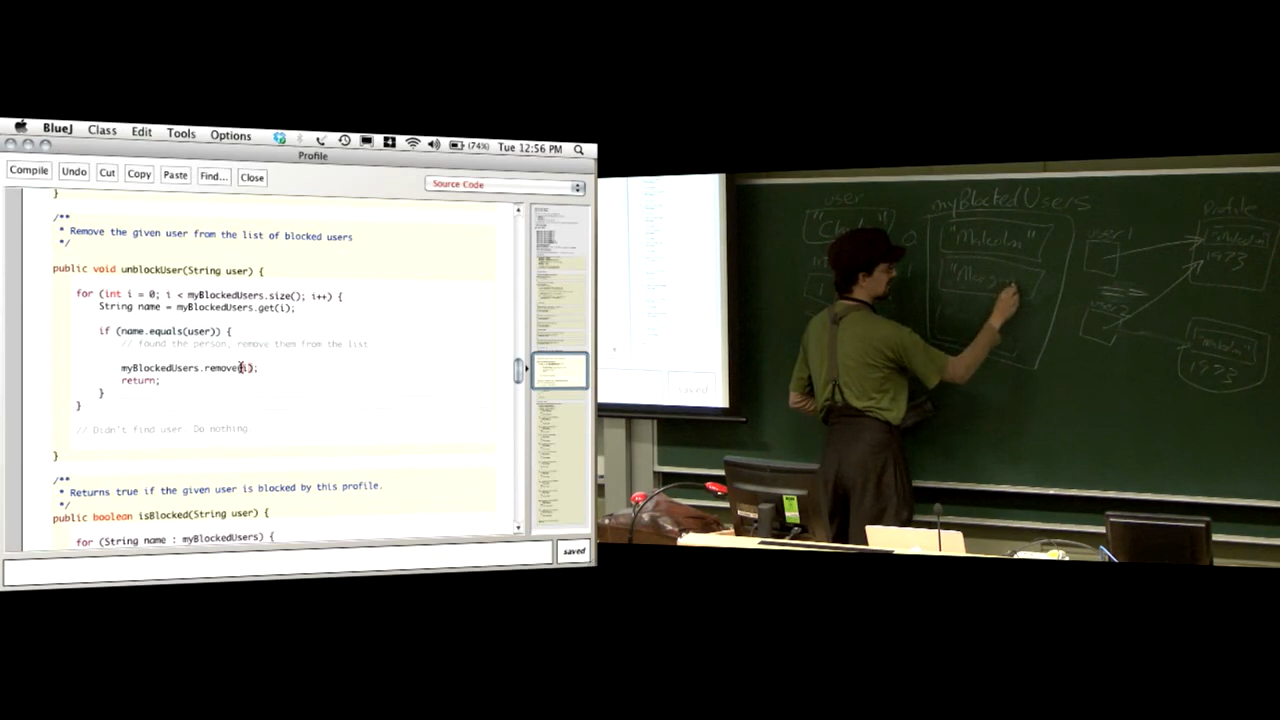 BlueJ Class Edit Tools Options (74%) Tue 12:56 PM
Profile
Compile Undo Cut Copy Paste Find... Close Source Code
}
/**
* Remove the given user from the list of blocked users
*/
public void unblockUser(String user) {
for (int i = 0; i < myBlockedUsers.size(); i++) {
String name = myBlockedUsers.get(i);
if (name.equals(user)) {
// found the person, remove them from the list
myBlockedUsers.remove(i);
return;
}
}
// Didn't find user Do nothing
}
/**
* Returns true if the given user is blocked by this profile.
*/
public boolean isBlocked(String user) {
for (String name : myBlockedUsers) {
saved
saved
user
myBlockedUsers
user1
Profile
1973